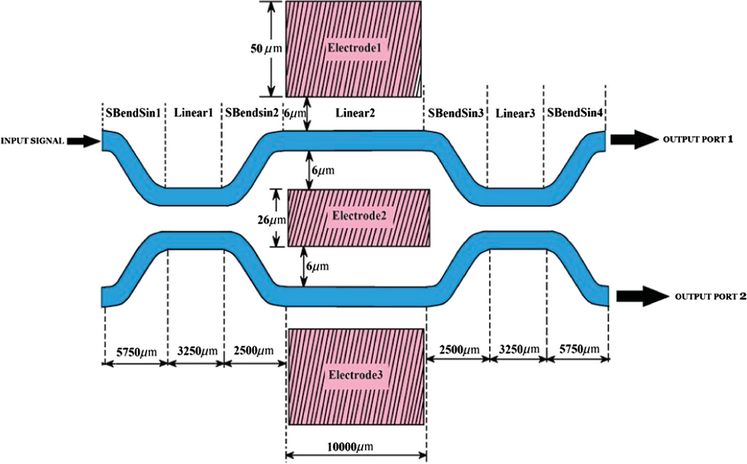 Electrode1
50μm
SBendSin1 Linear1 SBendsin2 6μm Linear2 SBendSin3 Linear3 SBendSin4
INPUT SIGNAL
OUTPUT PORT 1
6μm
Electrode2
26μm
6μm
OUTPUT PORT 2
5750μm 3250μm 2500μm 2500μm 3250μm 5750μm
Electrode3
10000μm